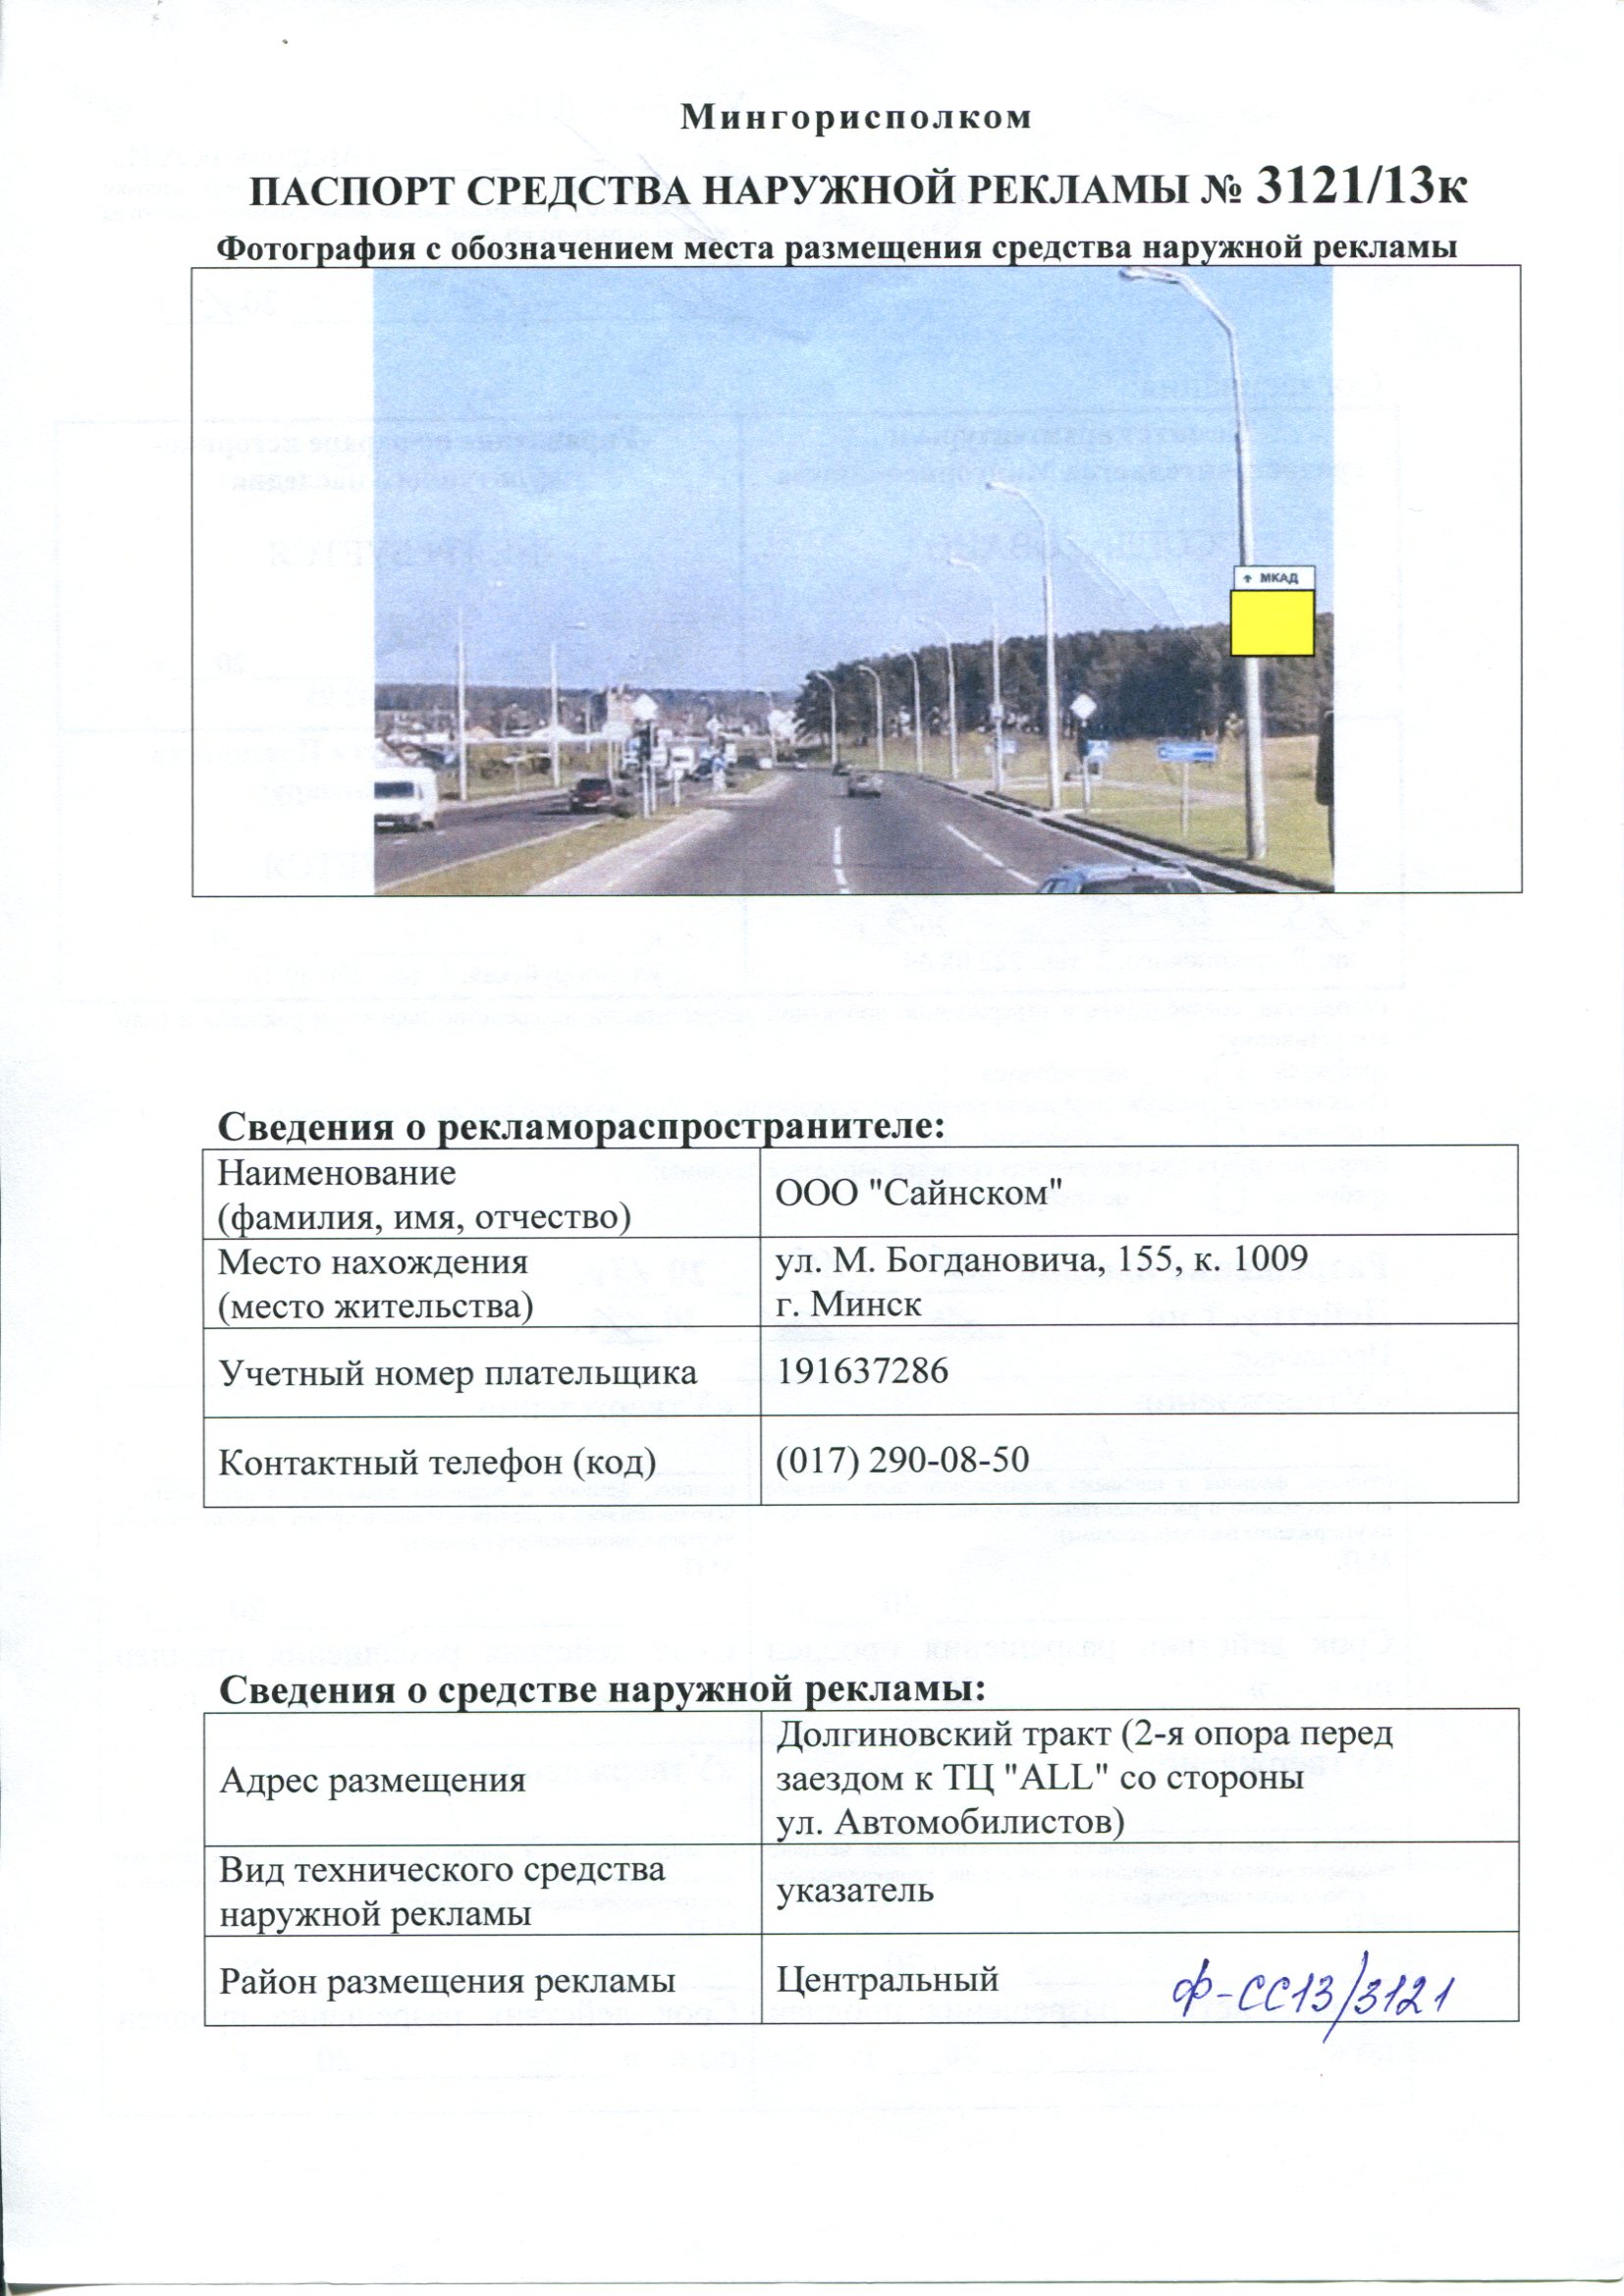 Мингорисполком
ПАСПОРТ СРЕДСТВА НАРУЖНОЙ РЕКЛАМЫ № 3121/13к
Фотография с обозначением места размещения средства наружной рекламы
↑ МКАД
Сведения о рекламораспространителе:
Наименование
(фамилия, имя, отчество)
ООО "Сайнском"
Место нахождения
(место жительства)
ул. М. Богдановича, 155, к. 1009
г. Минск
Учетный номер плательщика
191637286
Контактный телефон (код)
(017) 290-08-50
Сведения о средстве наружной рекламы:
Адрес размещения
Долгиновский тракт (2-я опора перед
заездом к ТЦ "ALL" со стороны
ул. Автомобилистов)
Вид технического средства
наружной рекламы
указатель
Район размещения рекламы
Центральный
Ф-СС13/3121